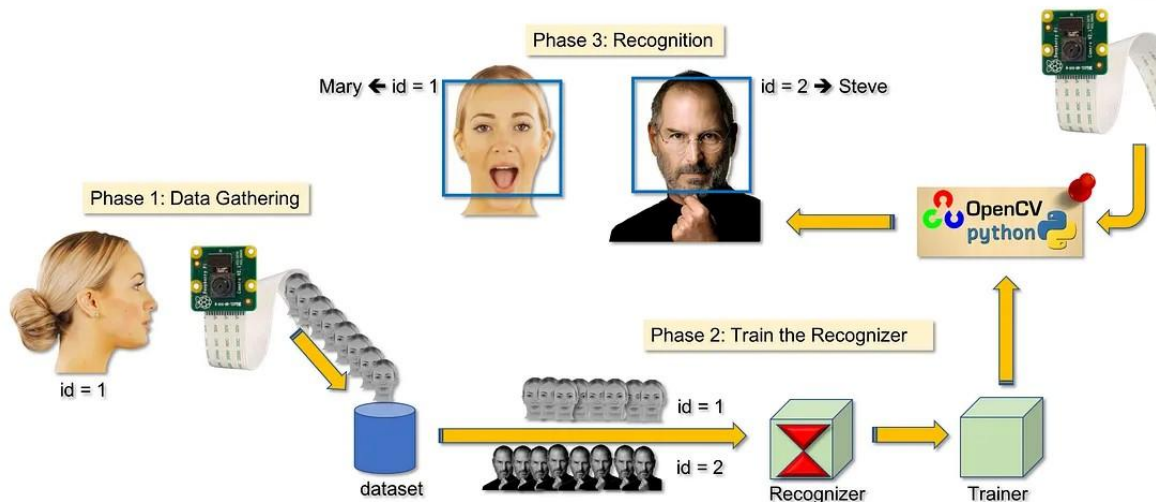 Phase 3: Recognition
Mary 🡸 id = 1
id = 2 🡺 Steve
Phase 1: Data Gathering
OpenCV
python
id = 1
Phase 2: Train the Recognizer
id = 1
id = 2
dataset
Recognizer
Trainer